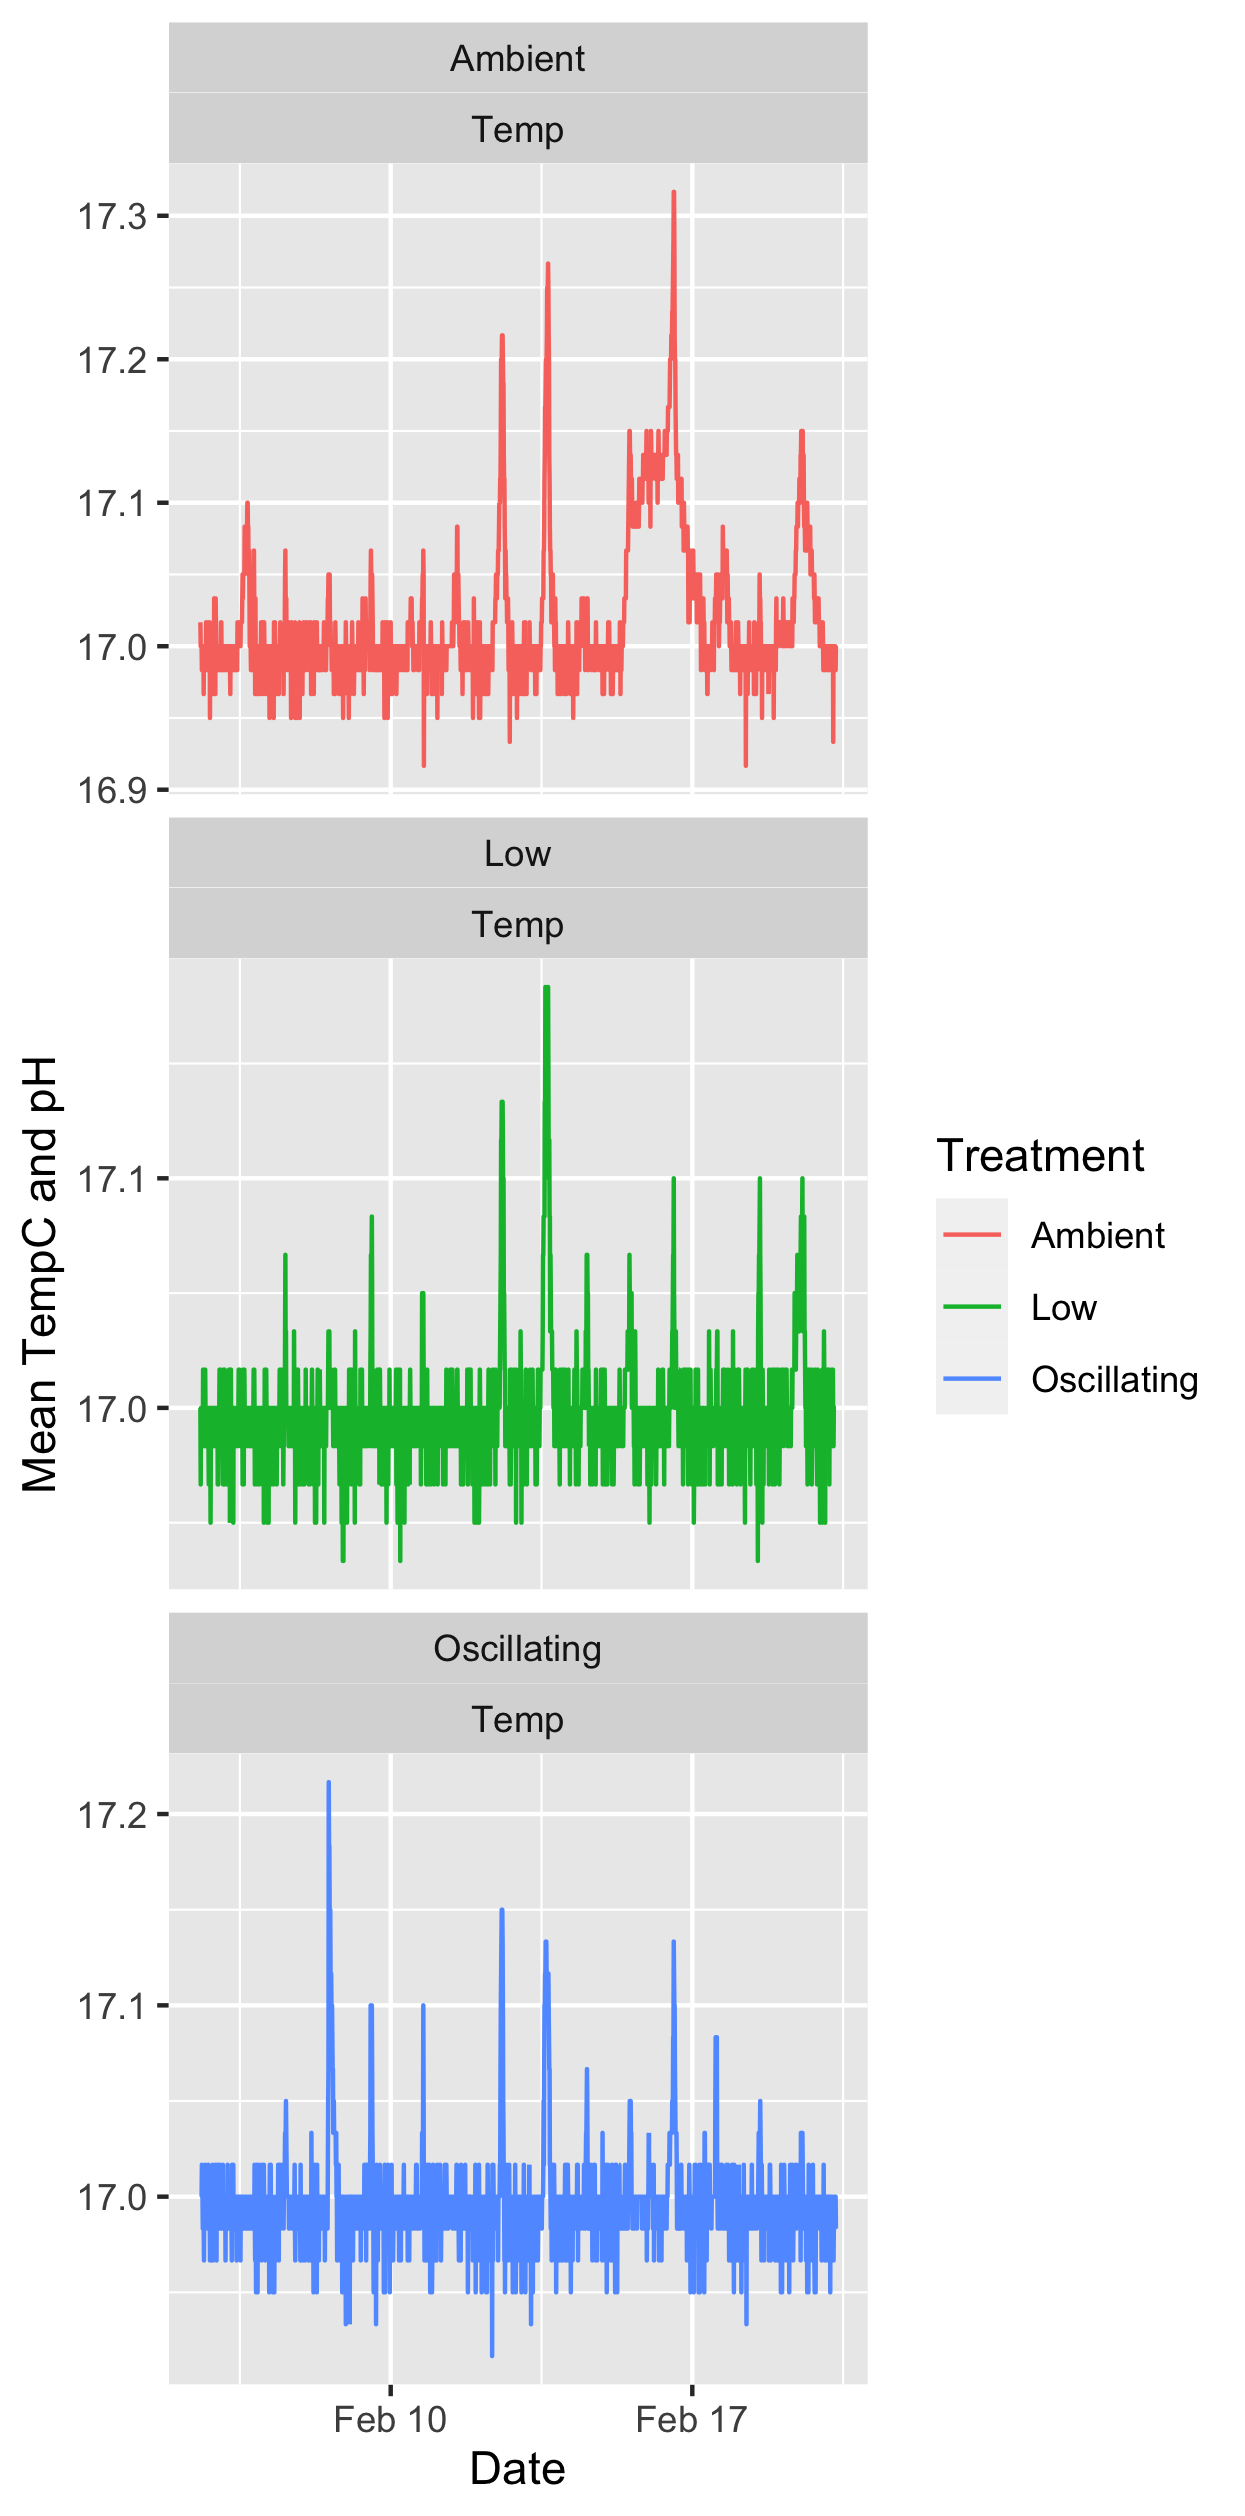 Ambient
Temp
17.3
17.2
17.1
17.0
16.9
Low
Temp
17.1
17.0
Oscillating
Temp
17.2
17.1
17.0
Feb 10
Feb 17
Date
Mean TempC and pH
Treatment
Ambient
Low
Oscillating